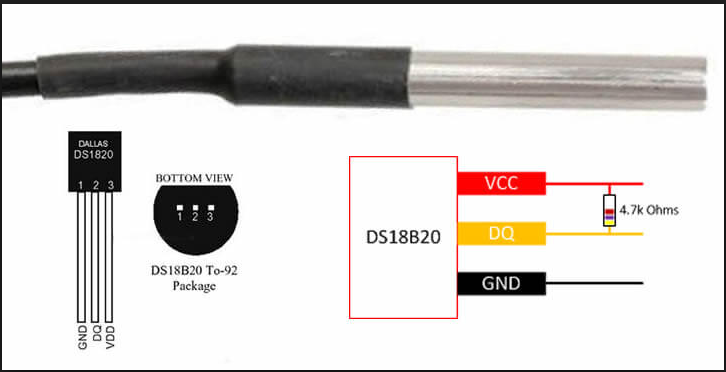 DALLAS
DS1820
1 2 3
GND
DQ
VDD
BOTTOM VIEW
1 2 3
DS18B20 To-92
Package
DS18B20
VCC
DQ
GND
4.7k Ohms